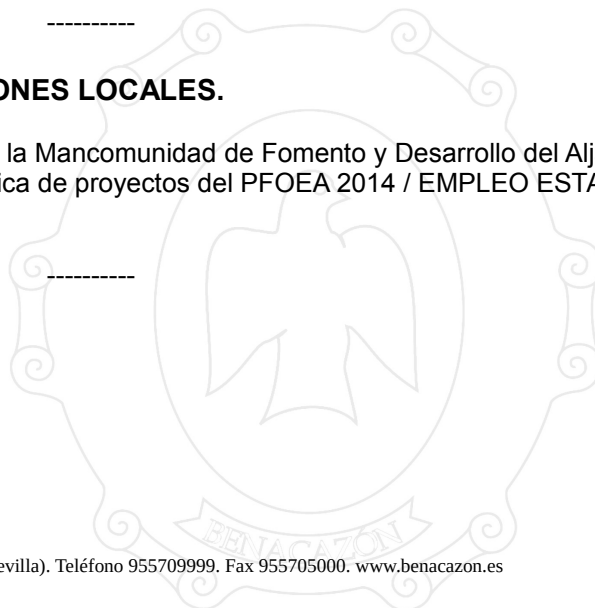 ----------
ONES LOCALES.
la Mancomunidad de Fomento y Desarrollo del Alj
ica de proyectos del PFOEA 2014 / EMPLEO ESTA
----------
BENACAZÓN
evilla). Teléfono 955709999. Fax 955705000. www.benacazon.es